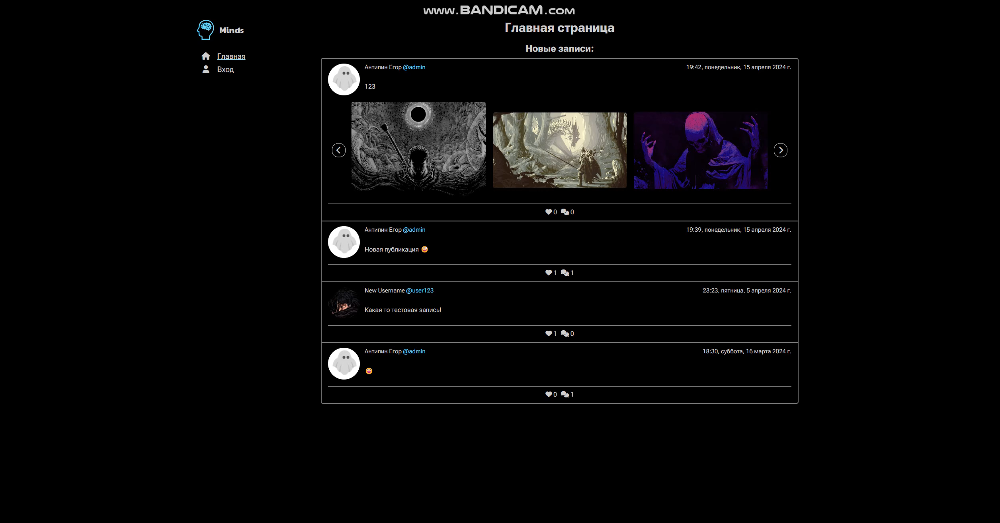 www.BANDICAM.com
Minds
Главная
Вход
Главная страница
Новые записи:
Антипин Егор @admin
19:42, понедельник, 15 апреля 2024 г.
123
0 0
Антипин Егор @admin
19:39, понедельник, 15 апреля 2024 г.
Новая публикация
1 1
New Username @user123
23:23, пятница, 5 апреля 2024 г.
Какая то тестовая запись!
1 0
Антипин Егор @admin
18:30, суббота, 16 марта 2024 г.
0 1